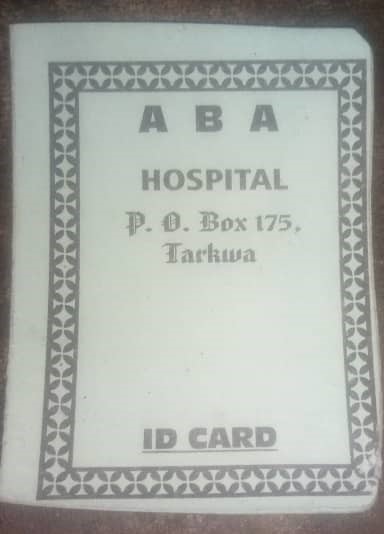 A B A
HOSPITAL
P. O. Box 175,
Tarkwa
ID CARD